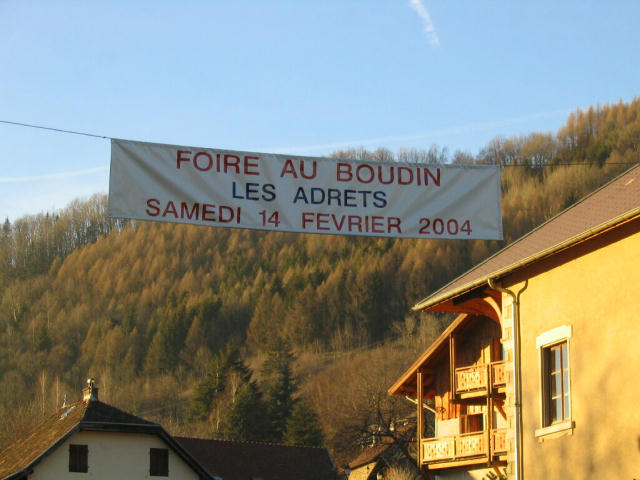 FOIRE AU BOUDIN
LES ADRETS
SAMEDI 14 FEVRIER 2004